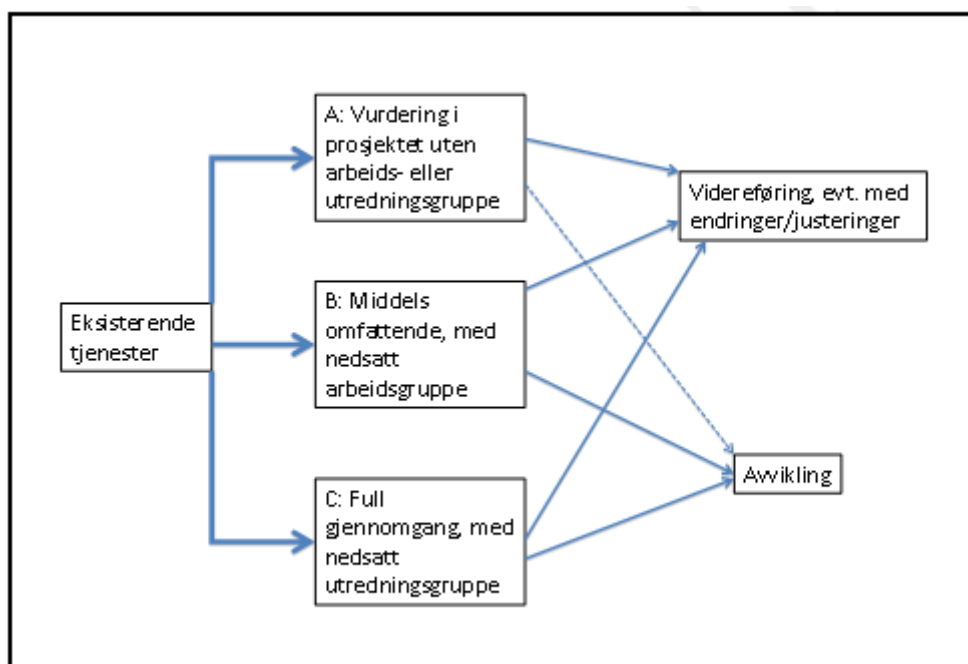 A: Vurdering i
prosjektet uten
arbeids- eller
utredningsgruppe
Videreføring, evt. med
endringer/justeringer
Eksisterende
tjenester
B: Middels
omfattende, med
nedsatt
arbeidsgruppe
Avvikling
C: Full
gjennomgang, med
nedsatt
utredningsgruppe